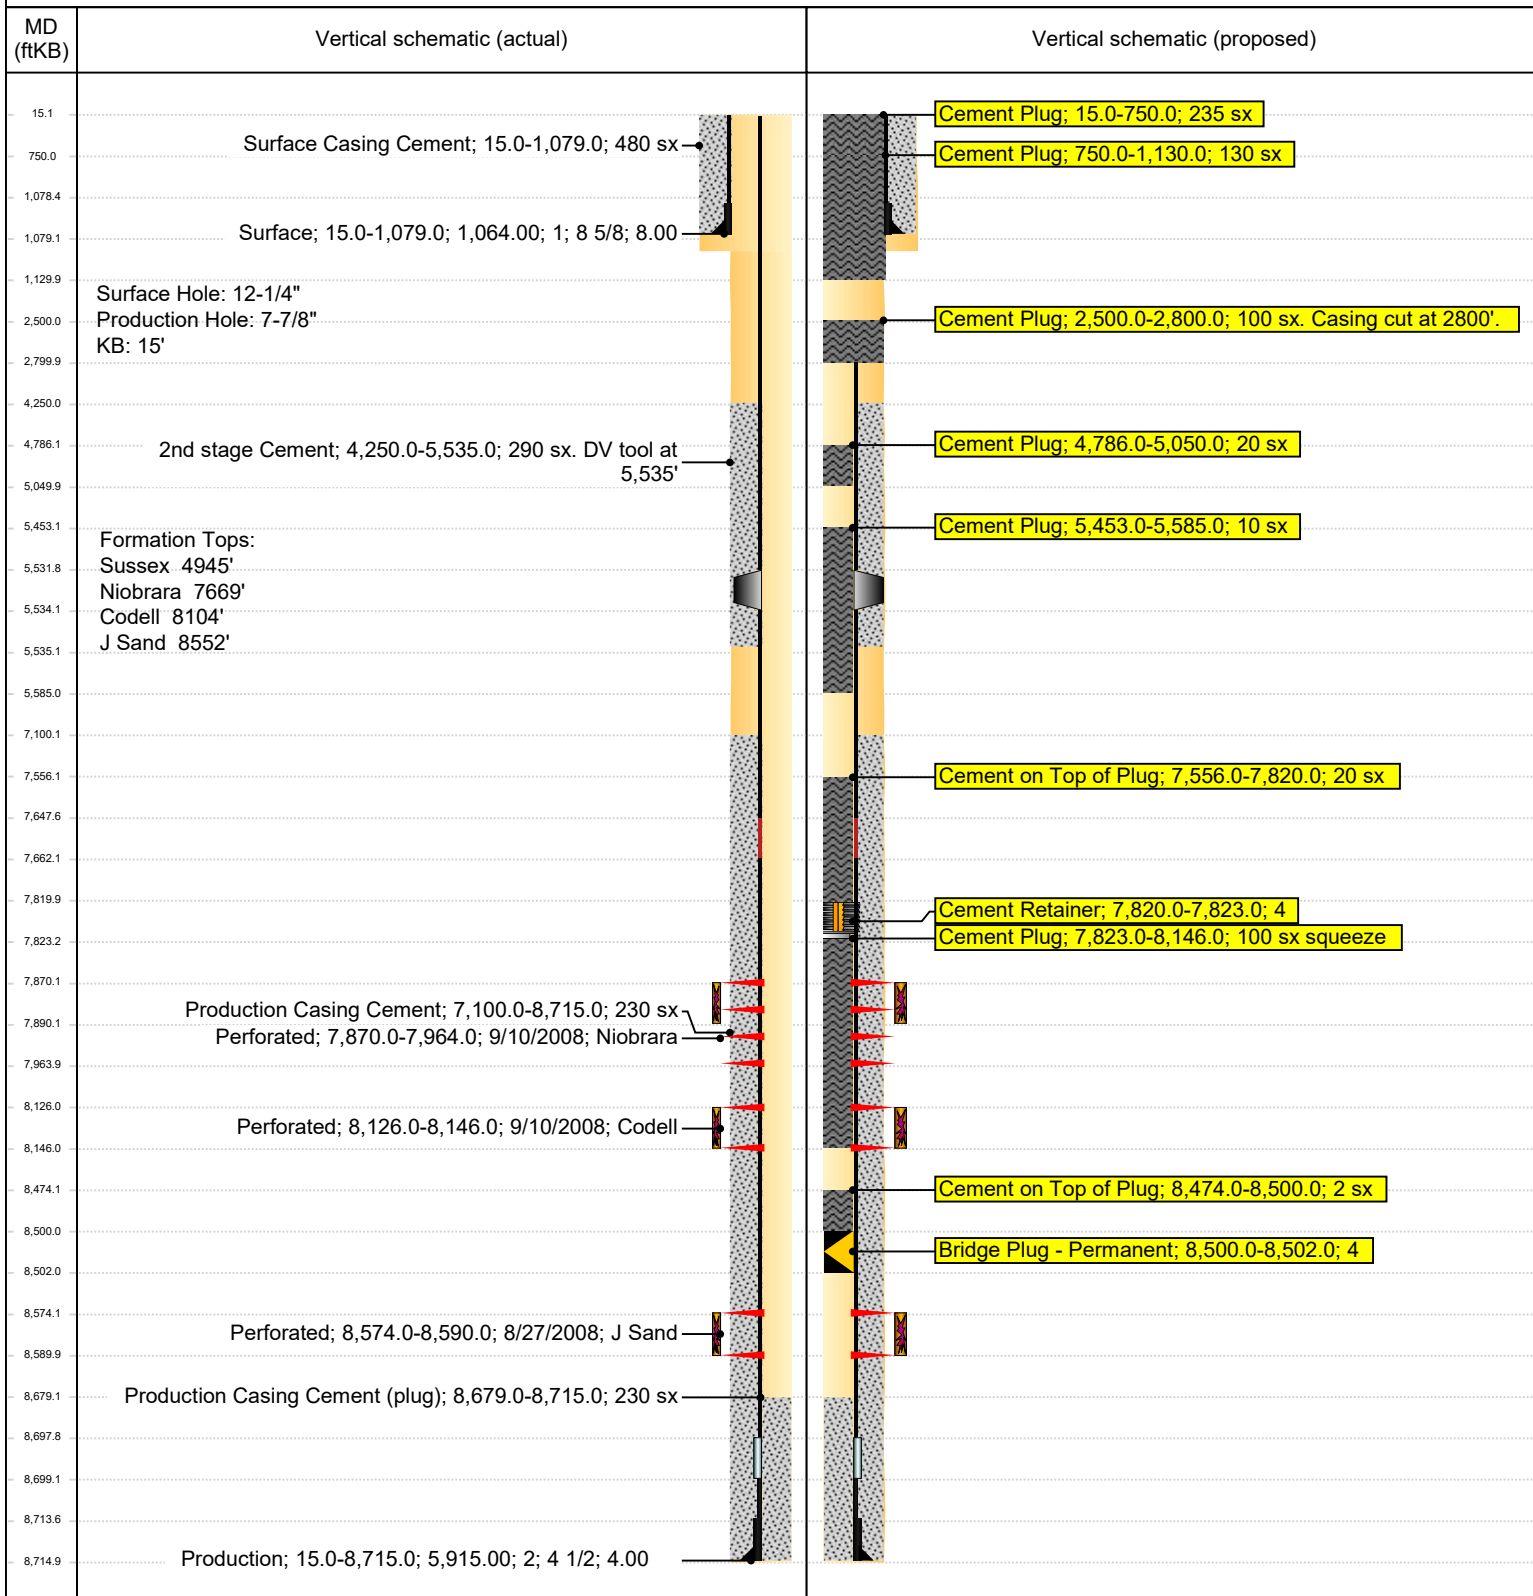 MD
(ftKB)
Vertical schematic (actual)
Vertical schematic (proposed)
15.1
750.0
1,078.4
1,079.1
1,129.9
2,500.0
2,799.9
4,250.0
4,786.1
5,049.9
5,453.1
5,531.8
5,534.1
5,535.1
5,585.0
7,100.1
7,556.1
7,647.6
7,662.1
7,819.9
7,823.2
7,870.1
7,890.1
7,963.9
8,126.0
8,146.0
8,474.1
8,500.0
8,502.0
8,574.1
8,589.9
8,679.1
8,697.8
8,699.1
8,713.6
8,714.9
Surface Casing Cement; 15.0-1,079.0; 480 sx
Surface; 15.0-1,079.0; 1,064.00; 1; 8 5/8; 8.00
Surface Hole: 12-1/4"
Production Hole: 7-7/8"
KB: 15'
2nd stage Cement; 4,250.0-5,535.0; 290 sx. DV tool at
5,535'
Formation Tops:
Sussex 4945'
Niobrara 7669'
Codell 8104'
J Sand 8552'
Production Casing Cement; 7,100.0-8,715.0; 230 sx
Perforated; 7,870.0-7,964.0; 9/10/2008; Niobrara
Perforated; 8,126.0-8,146.0; 9/10/2008; Codell
Perforated; 8,574.0-8,590.0; 8/27/2008; J Sand
Production Casing Cement (plug); 8,679.0-8,715.0; 230 sx
Production; 15.0-8,715.0; 5,915.00; 2; 4 1/2; 4.00
Cement Plug; 15.0-750.0; 235 sx
Cement Plug; 750.0-1,130.0; 130 sx
Cement Plug; 2,500.0-2,800.0; 100 sx. Casing cut at 2800'.
Cement Plug; 4,786.0-5,050.0; 20 sx
Cement Plug; 5,453.0-5,585.0; 10 sx
Cement on Top of Plug; 7,556.0-7,820.0; 20 sx
Cement Retainer; 7,820.0-7,823.0; 4
Cement Plug; 7,823.0-8,146.0; 100 sx squeeze
Cement on Top of Plug; 8,474.0-8,500.0; 2 sx
Bridge Plug - Permanent; 8,500.0-8,502.0; 4